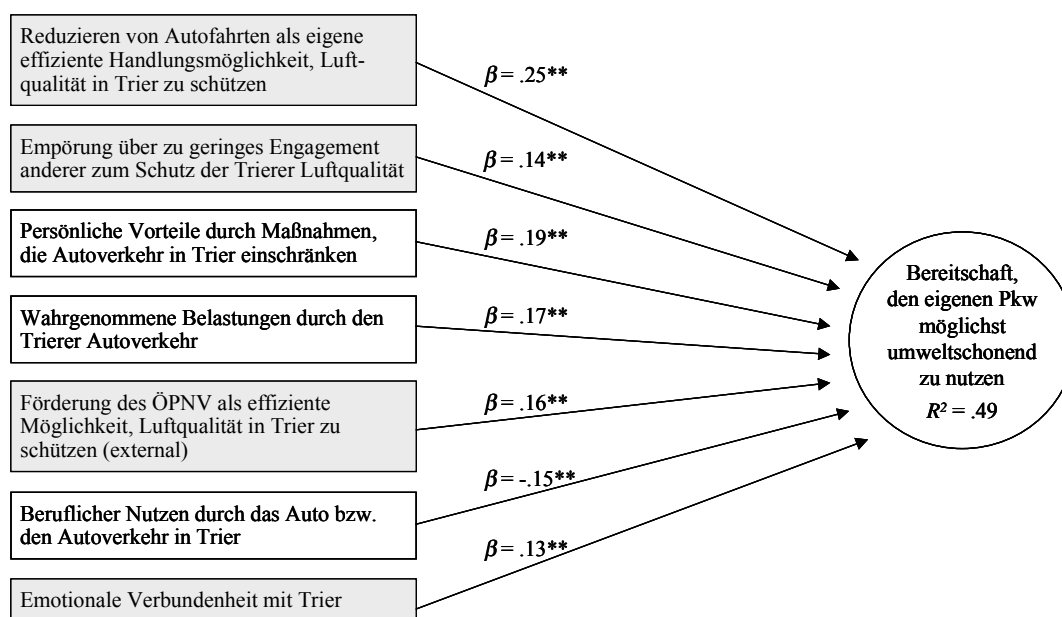 Reduzieren von Autofahrten als eigene
effiziente Handlungsmöglichkeit, Luft-
qualität in Trier zu schützen
β = .25**
Empörung über zu geringes Engagement
anderer zum Schutz der Trierer Luftqualität
β = .14**
Persönliche Vorteile durch Maßnahmen,
die Autoverkehr in Trier einschränken
β = .19**
Wahrgenommene Belastungen durch den
Trierer Autoverkehr
β = .17**
Förderung des ÖPNV als effiziente
Möglichkeit, Luftqualität in Trier zu
schützen (external)
β = .16**
Beruflicher Nutzen durch das Auto bzw.
den Autoverkehr in Trier
β = -.15**
Emotionale Verbundenheit mit Trier
β = .13**
Bereitschaft,
den eigenen Pkw
möglichst
umweltschonend
zu nutzen
R² = .49